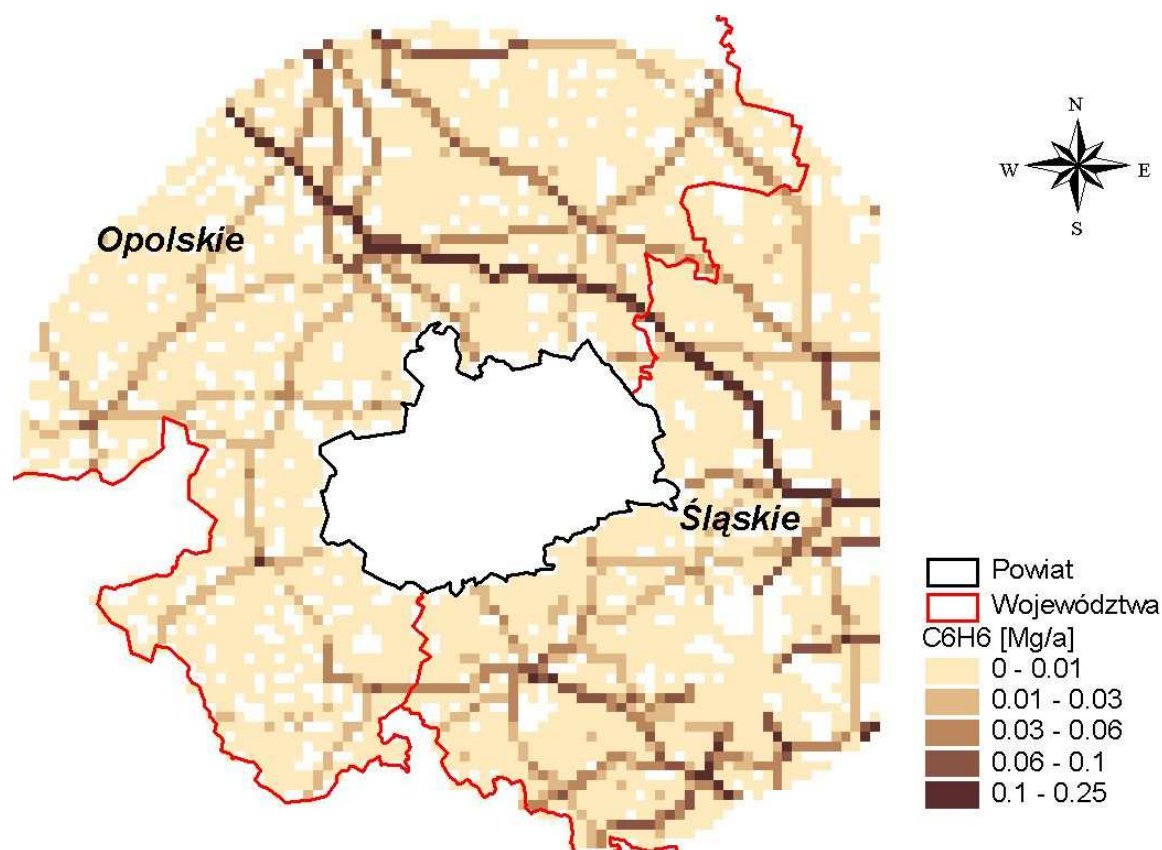 N
W
E
S
Opolskie
Śląskie
Powiat
Województwa
C6H6 [Mg/a]
0 - 0.01
0.01 - 0.03
0.03 - 0.06
0.06 - 0.1
0.1 - 0.25